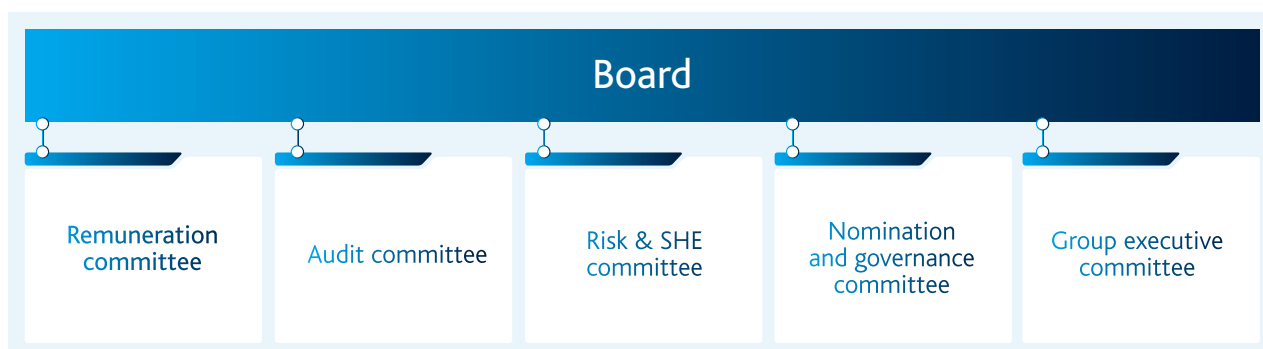 Board
Remuneration
committee
Audit committee
Risk & SHE
committee
Nomination
and governance
committee
Group executive
committee